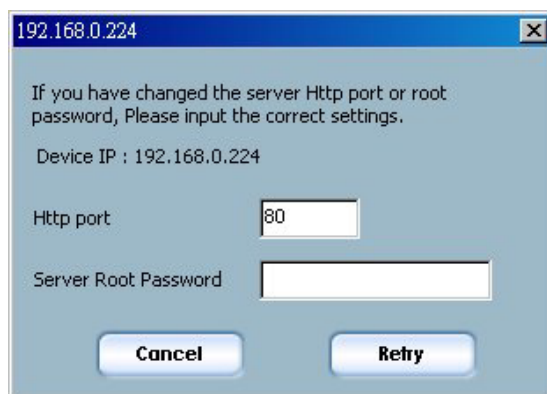 192.168.0.224
If you have changed the server Http port or root
password, Please input the correct settings.
Device IP : 192.168.0.224
Http port
80
Server Root Password
Cancel
Retry